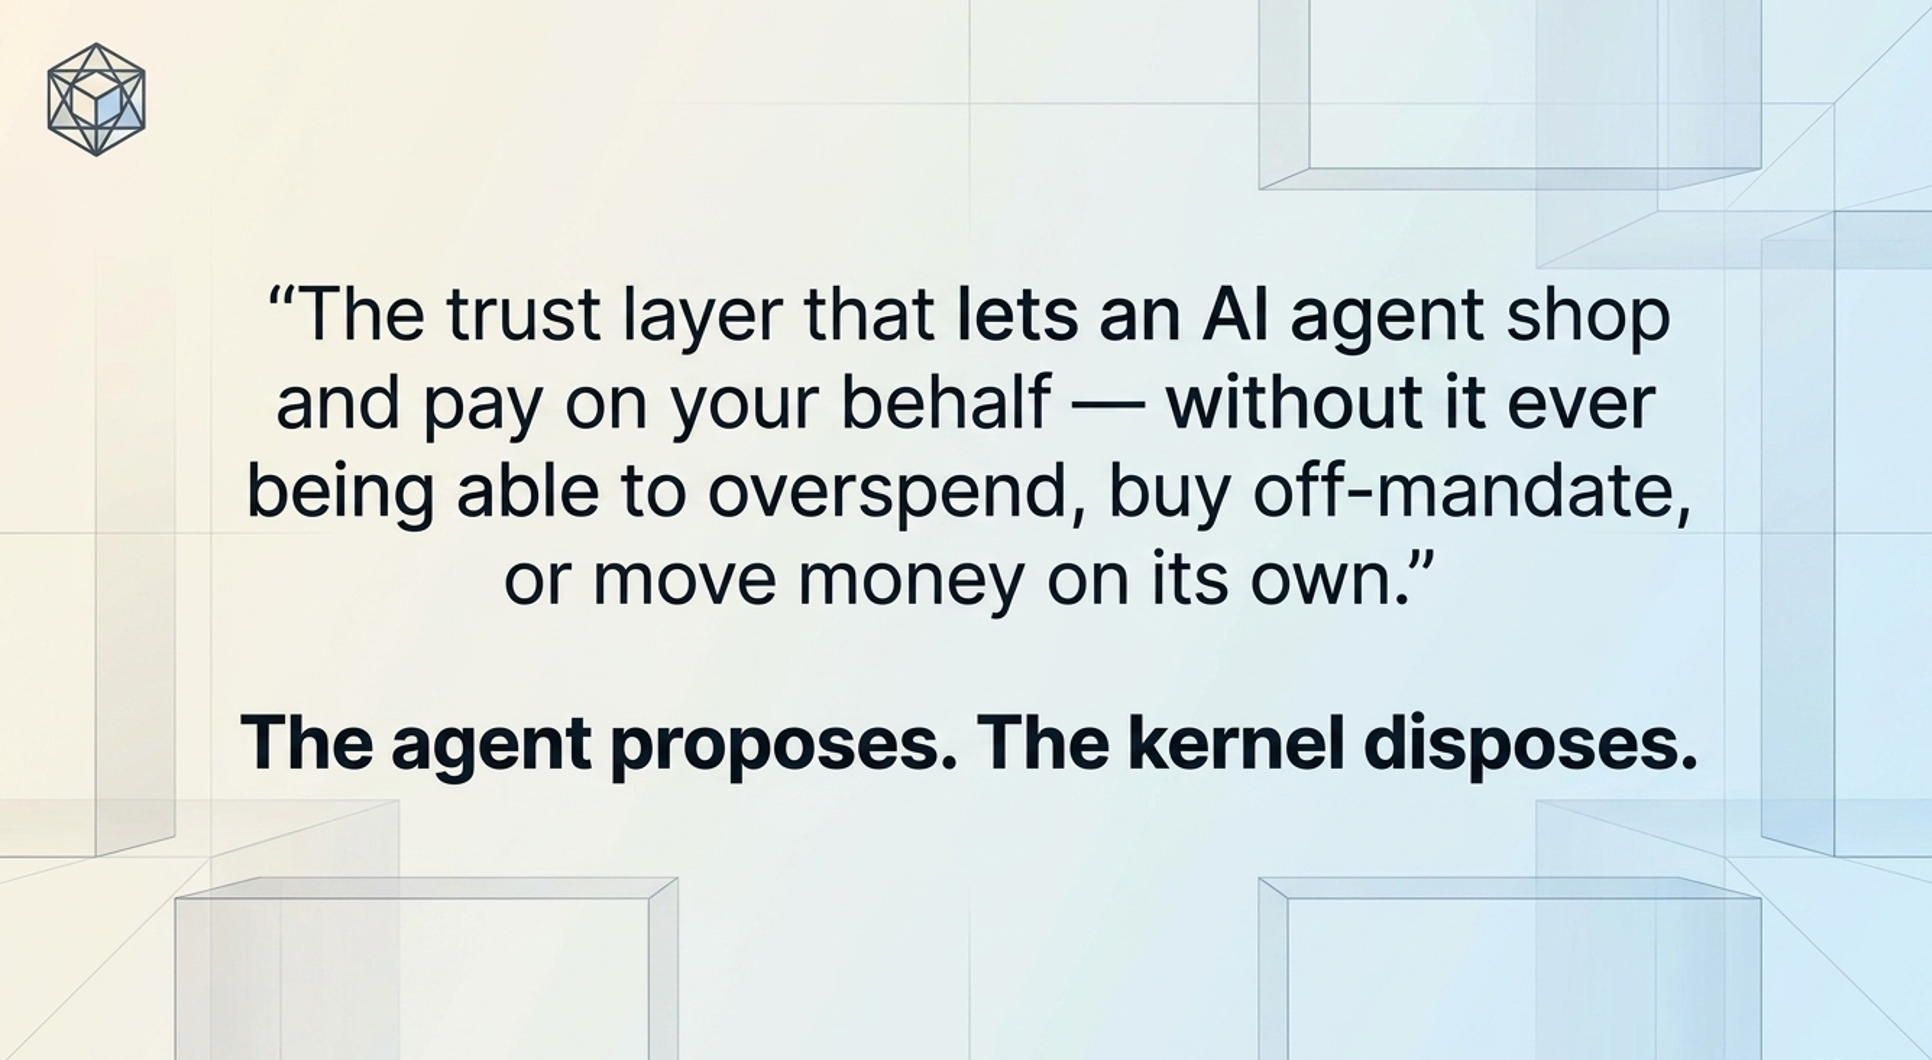 “The trust layer that lets an AI agent shop
and pay on your behalf — without it ever
being able to overspend, buy off-mandate,
or move money on its own.”
The agent proposes. The kernel disposes.